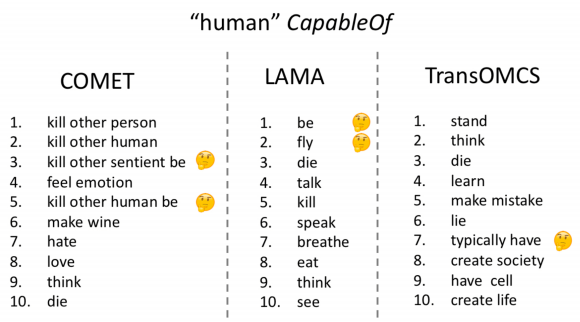 “human” CapableOf
COMET
1. kill other person
2. kill other human
3. kill other sentient be
4. feel emotion
5. kill other human be
6. make wine
7. hate
8. love
9. think
10. die
LAMA
1. be
2. fly
3. die
4. talk
5. kill
6. speak
7. breathe
8. eat
9. think
10. see
TransOMCS
1. stand
2. think
3. die
4. learn
5. make mistake
6. lie
7. typically have
8. create society
9. have cell
10. create life